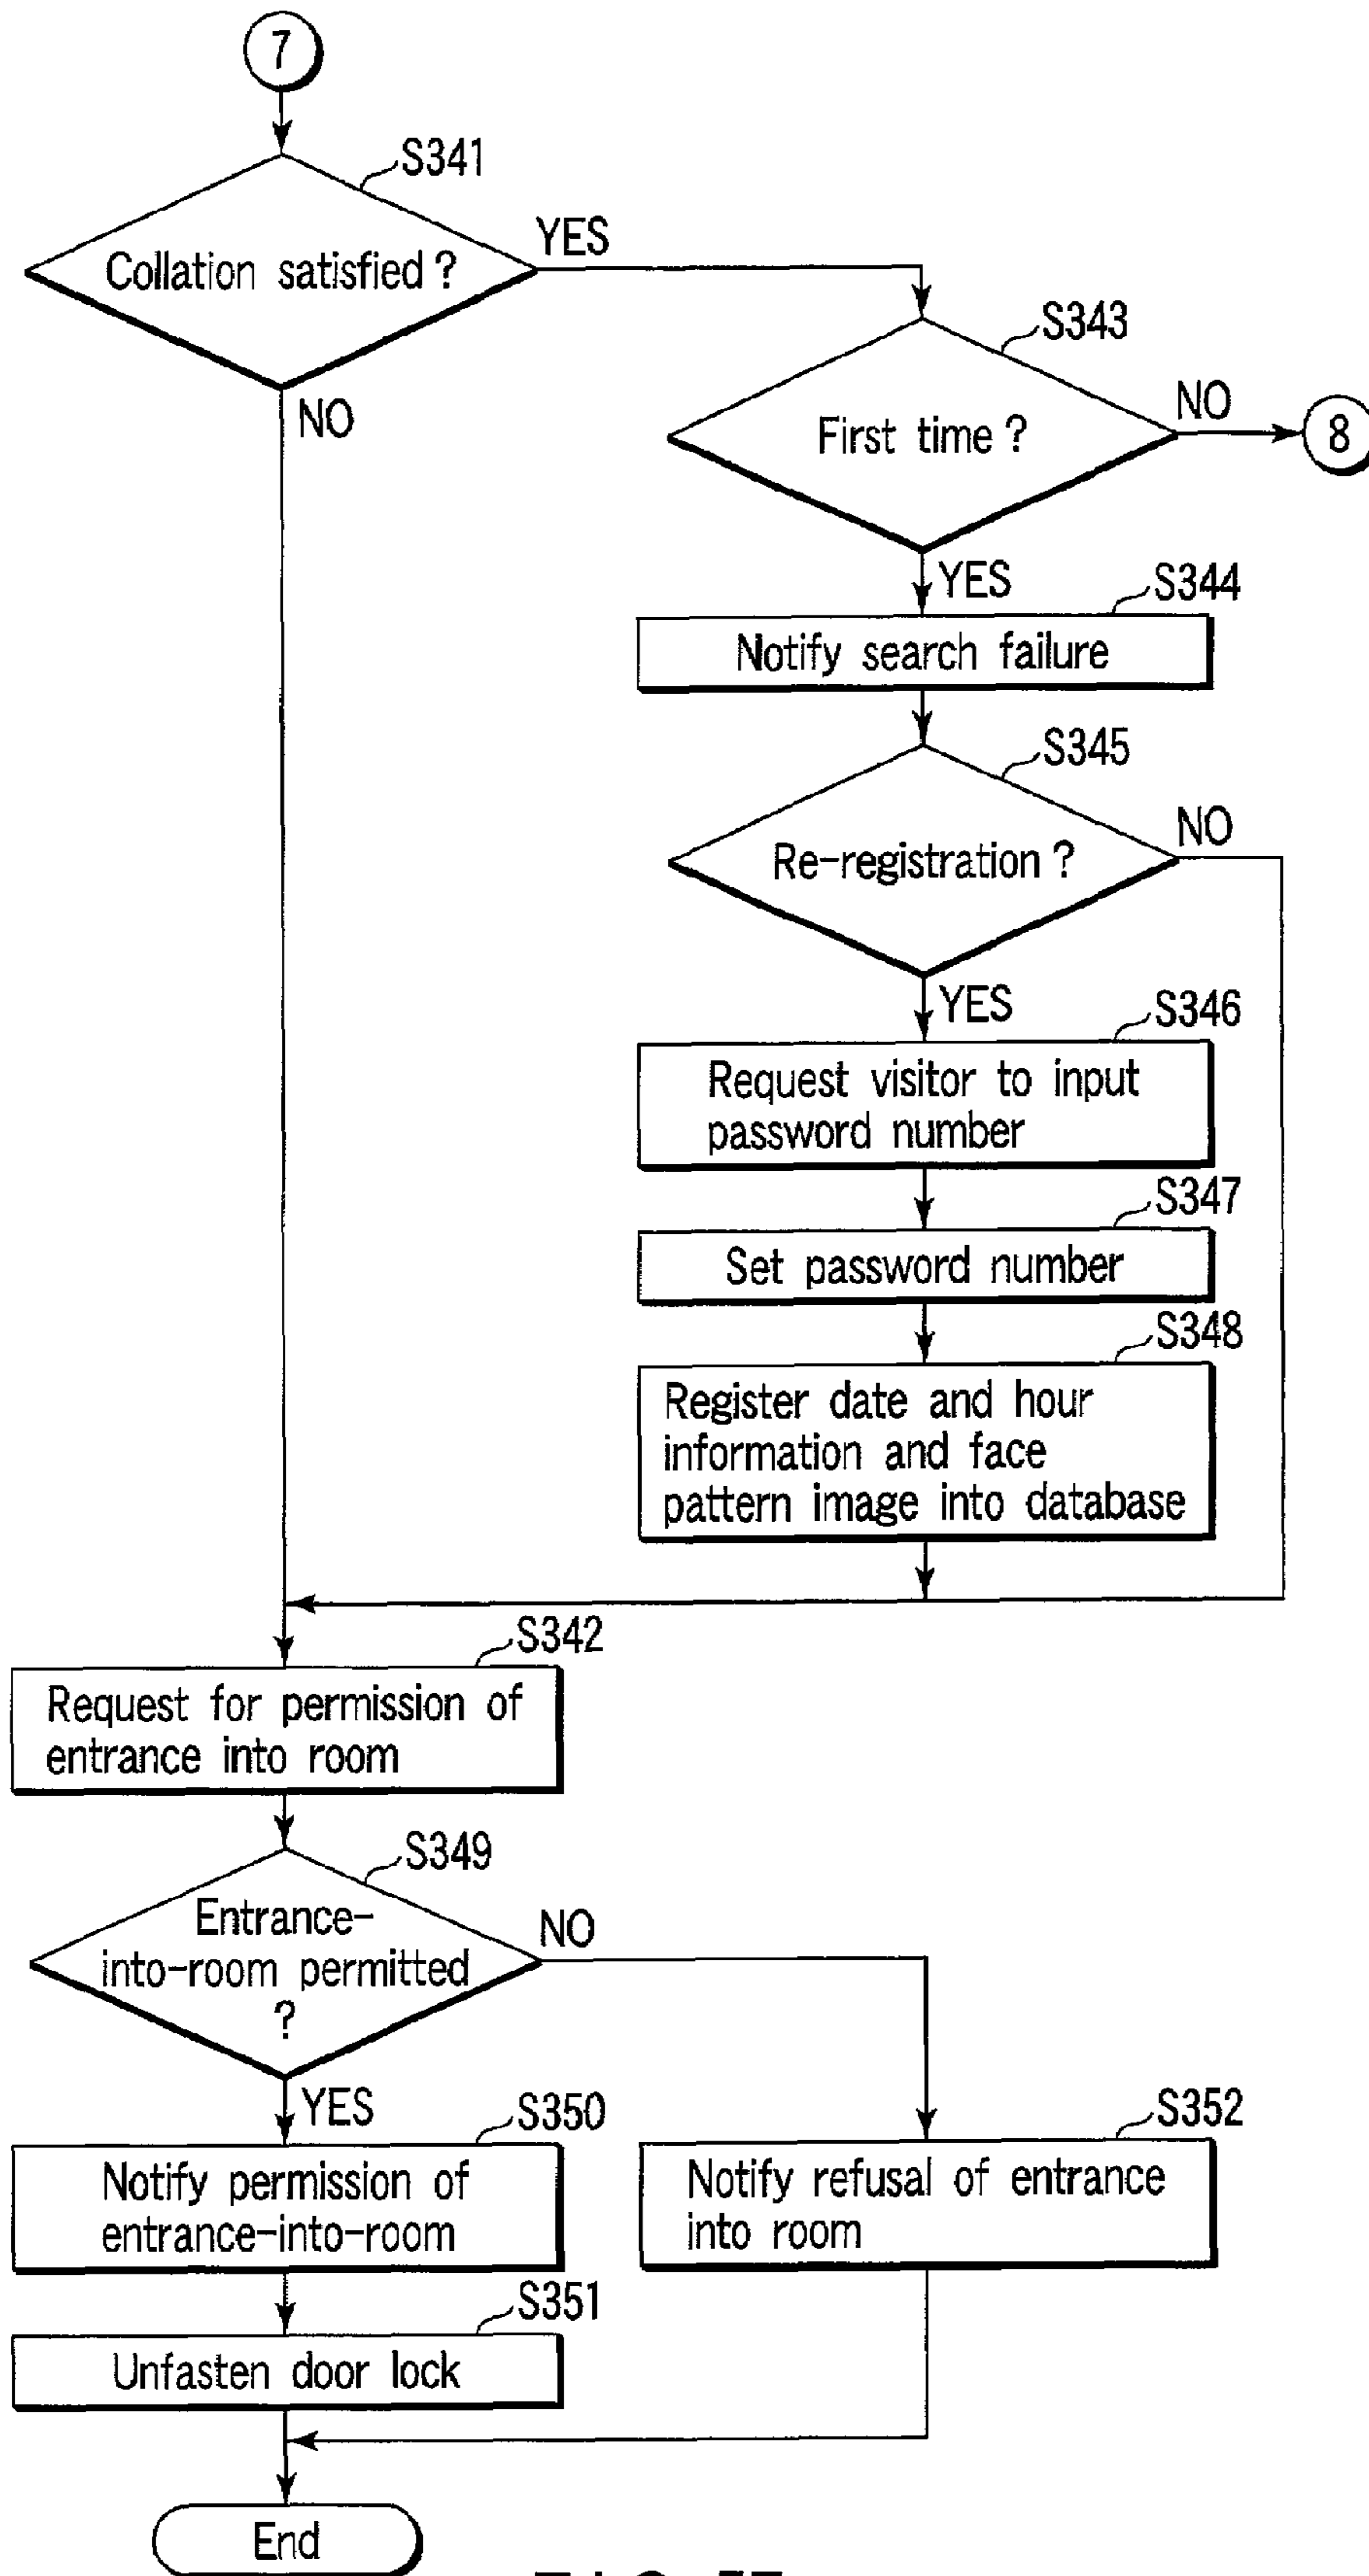 7
S341
Collation satisfied ?
YES
NO
S343
First time ?
NO
8
YES
S344
Notify search failure
S345
Re-registration ?
NO
YES
S346
Request visitor to input
password number
S347
Set password number
S348
Register date and hour
information and face
pattern image into database
S342
Request for permission of
entrance into room
S349
Entrance-
into-room permitted
?
NO
YES
S350
Notify permission of
entrance-into-room
S352
Notify refusal of entrance
into room
S351
Unfasten door lock
End